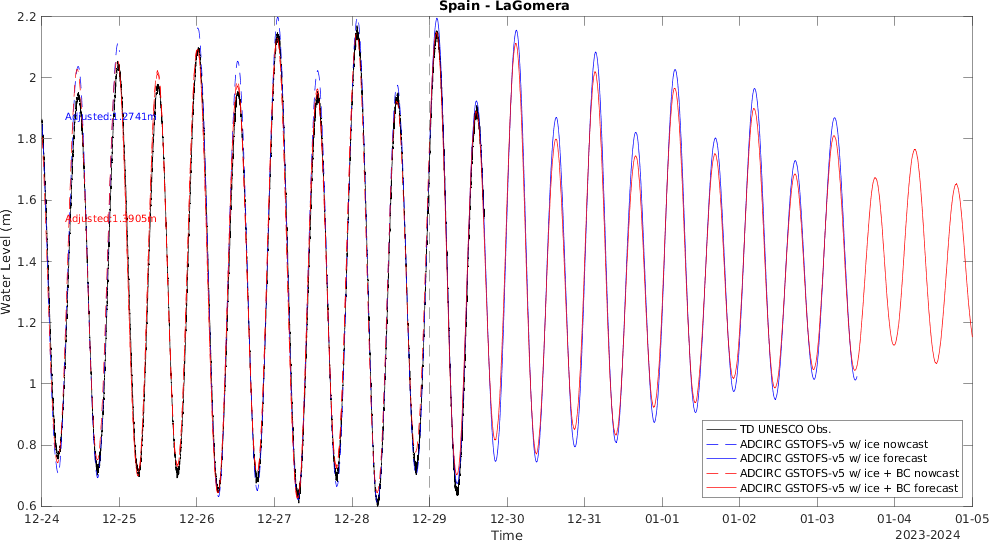 Spain - LaGomera
2.2
2
1.8
1.6
1.4
1.2
1
0.8
0.6
Water Level (m)
Adjusted:1.2741m
Adjusted:1.3905m
TD UNESCO Obs.
ADCIRC GSTOFS-v5 w/ ice nowcast
ADCIRC GSTOFS-v5 w/ ice forecast
ADCIRC GSTOFS-v5 w/ ice + BC nowcast
ADCIRC GSTOFS-v5 w/ ice + BC forecast
12-24 12-25 12-26 12-27 12-28 12-29 12-30 12-31 01-01 01-02 01-03 01-04 01-05
Time
2023-2024